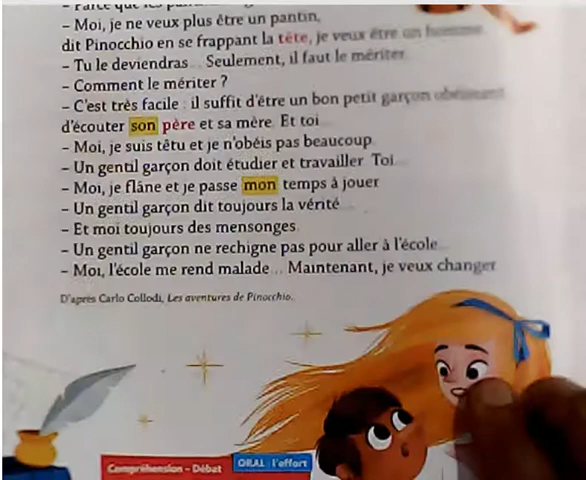 – Parce que les
– Moi, je ne veux plus être un pantin,
dit Pinocchio en se frappant la tête, je veux être un homme.
– Tu le deviendras... Seulement, il faut le mériter.
– Comment le mériter ?
– C'est très facile : il suffit d'être un bon petit garçon obéissant
d'écouter son père et sa mère. Et toi...
– Moi, je suis têtu et je n'obéis pas beaucoup.
– Un gentil garçon doit étudier et travailler. Toi...
– Moi, je flâne et je passe mon temps à jouer
– Un gentil garçon dit toujours la vérité...
– Et moi toujours des mensonges.
– Un gentil garçon ne rechigne pas pour aller à l'école...
– Moi, l'école me rend malade... Maintenant, je veux changer
D'après Carlo Collodi, Les aventures de Pinocchio.
Compréhension - Débat
ORAL l'effort